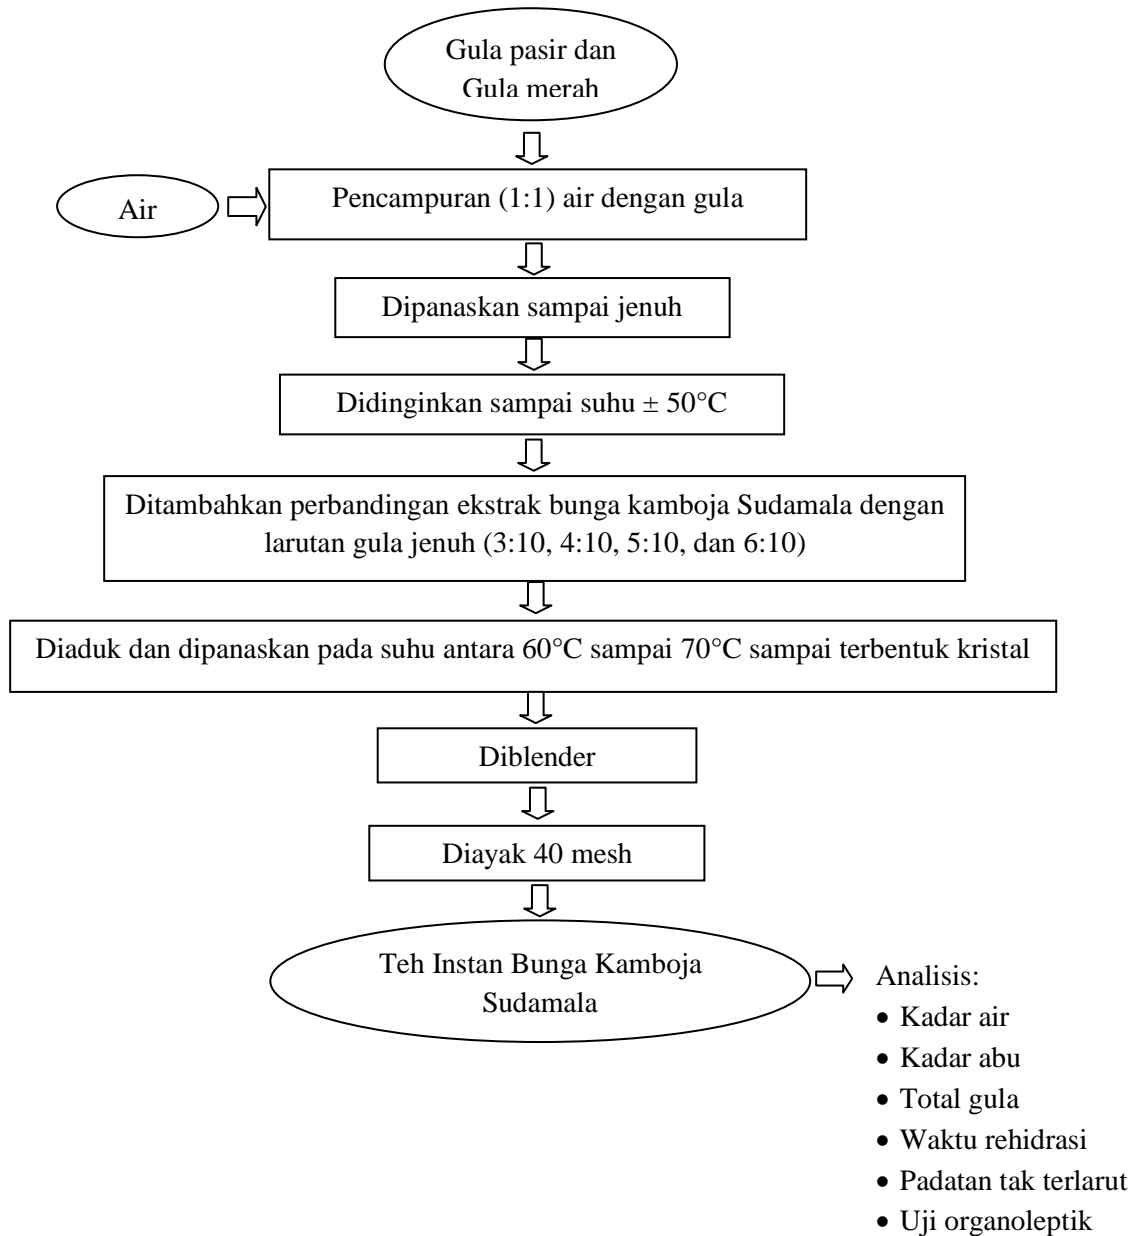 Gula pasir dan
Gula merah
Air
Pencampuran (1:1) air dengan gula
Dipanaskan sampai jenuh
Didinginkan sampai suhu ± 50°C
Ditambahkan perbandingan ekstrak bunga kamboja Sudamala dengan
larutan gula jenuh (3:10, 4:10, 5:10, dan 6:10)
Diaduk dan dipanaskan pada suhu antara 60°C sampai 70°C sampai terbentuk kristal
Diblender
Diayak 40 mesh
Teh Instan Bunga Kamboja
Sudamala
Analisis:
• Kadar air
• Kadar abu
• Total gula
• Waktu rehidrasi
• Padatan tak terlarut
• Uji organoleptik